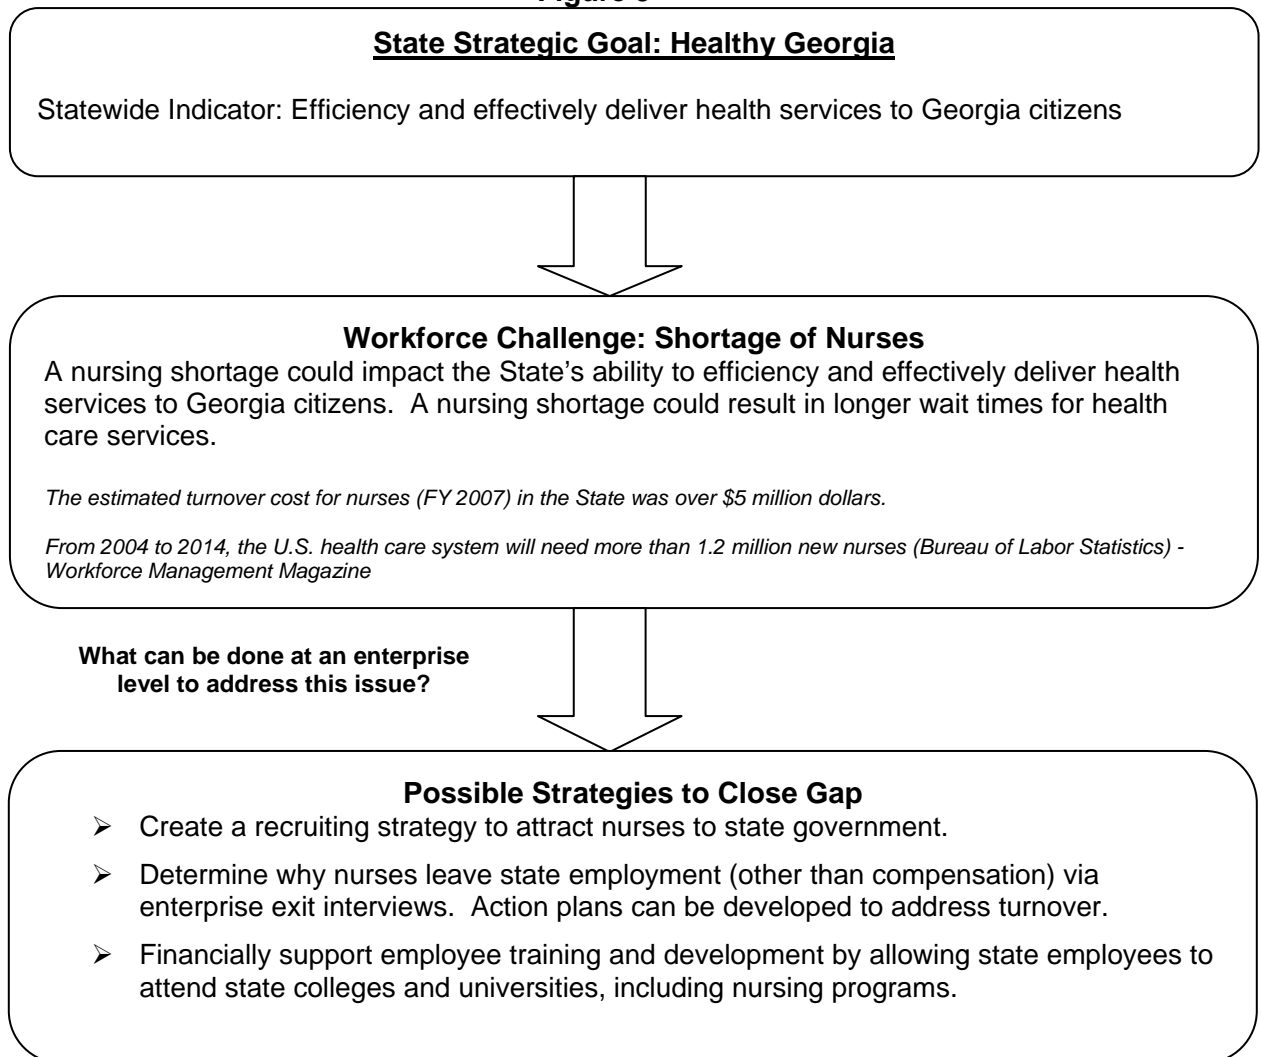 State Strategic Goal: Healthy Georgia
Statewide Indicator: Efficiency and effectively deliver health services to Georgia citizens
Workforce Challenge: Shortage of Nurses
A nursing shortage could impact the State's ability to efficiency and effectively deliver health
services to Georgia citizens.  A nursing shortage could result in longer wait times for health
care services.
The estimated turnover cost for nurses (FY 2007) in the State was over $5 million dollars.
From 2004 to 2014, the U.S. health care system will need more than 1.2 million new nurses (Bureau of Labor Statistics) -
Workforce Management Magazine
What can be done at an enterprise
level to address this issue?
Possible Strategies to Close Gap
➢ Create a recruiting strategy to attract nurses to state government.
➢ Determine why nurses leave state employment (other than compensation) via
enterprise exit interviews.  Action plans can be developed to address turnover.
➢ Financially support employee training and development by allowing state employees to
attend state colleges and universities, including nursing programs.